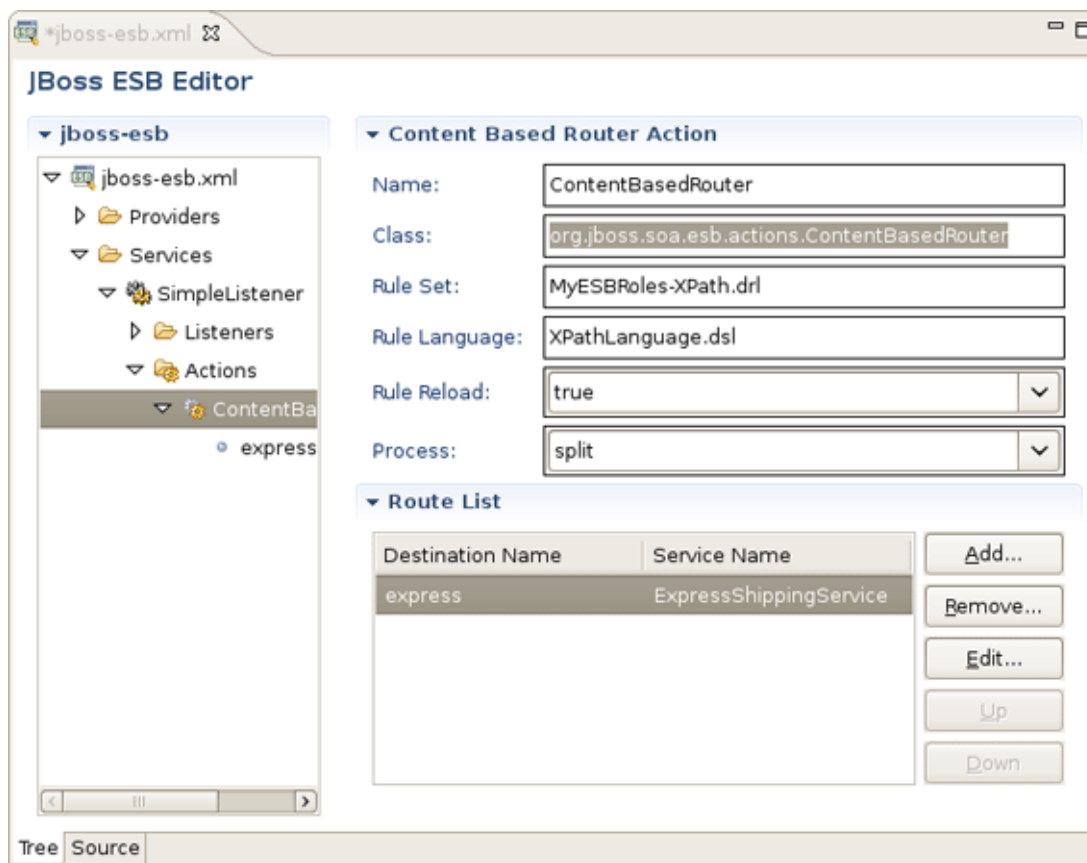 *jboss-esb.xml
JBoss ESB Editor
jboss-esb
jboss-esb.xml
Providers
Services
SimpleListener
Listeners
Actions
ContentBa
express
Content Based Router Action
Name: ContentBasedRouter
Class: org.jboss.soa.esb.actions.ContentBasedRouter
Rule Set: MyESBRoles-XPath.drl
Rule Language: XPathLanguage.dsl
Rule Reload: true
Process: split
Route List
Destination Name Service Name
express ExpressShippingService
Add...
Remove...
Edit...
Up
Down
Tree Source